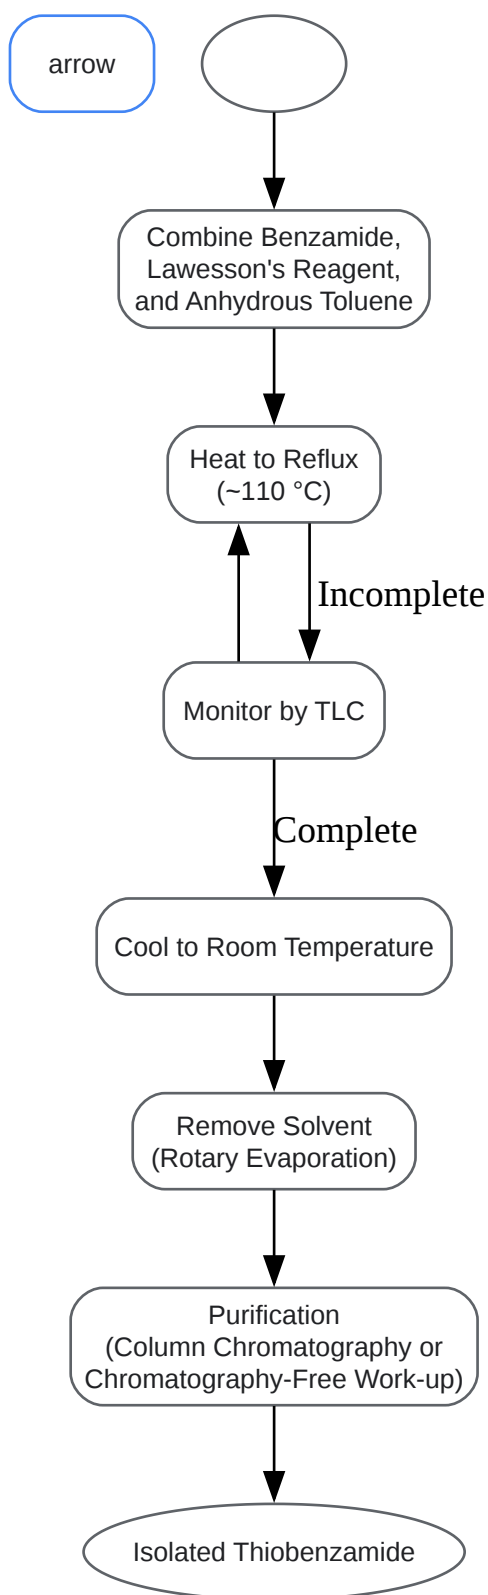 arrow
Combine Benzamide,
Lawesson's Reagent,
and Anhydrous Toluene
Heat to Reflux
(~110 °C)
Incomplete
Monitor by TLC
Complete
Cool to Room Temperature
Remove Solvent
(Rotary Evaporation)
Purification
(Column Chromatography or
Chromatography-Free Work-up)
Isolated Thiobenzamide